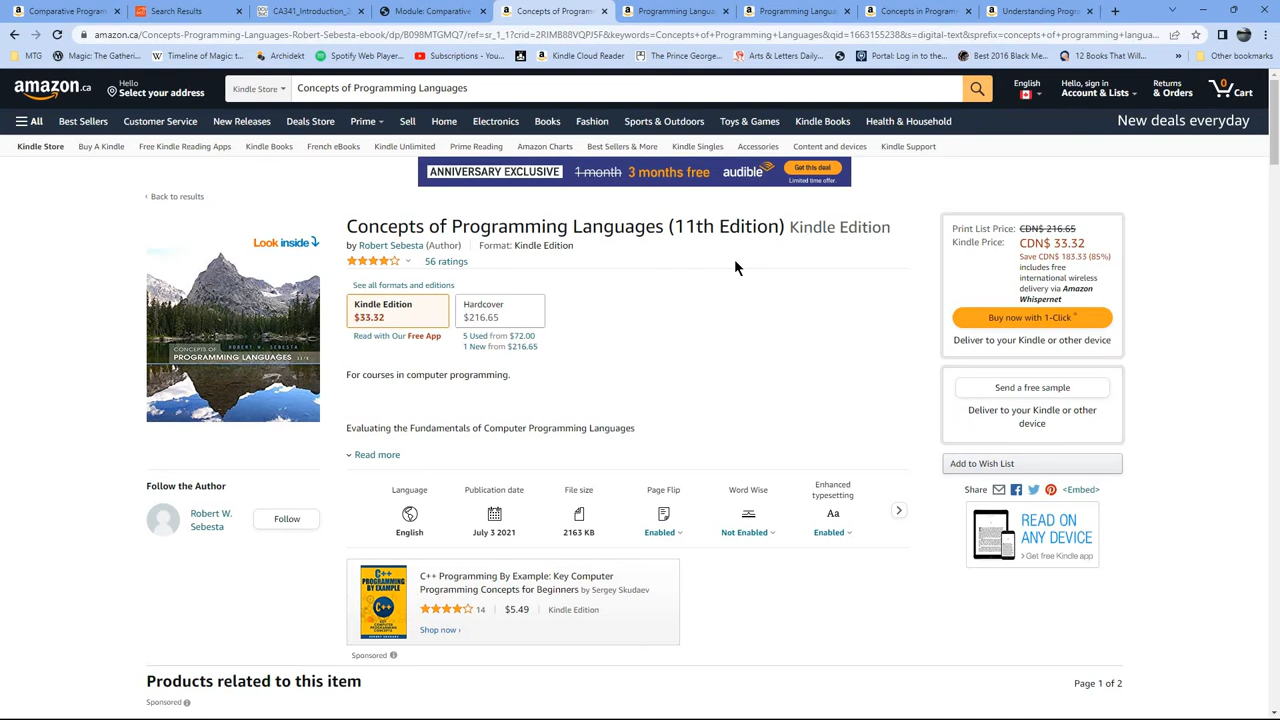 Comparative Program
Search Results
CA341_Introduction_3
Module: Comparative
Concepts of Program
Programming Langua
Programming Langua
Concepts in Program
Understanding Progr
amazon.ca/Concepts-Programming-Languages-Robert-Sebesta-ebook/dp/B098MTGMQ7/ref=sr_1_1?crid=2RIMB88VQPJ5F&keywords=Concepts+of+Programming+Languages&qid=1663155238&s=digital-text&sprefix=concepts+of+programming+langua...
MTG
Magic: The Gatherin...
Timeline of Magic:...
Archidekt
Spotify Web Player...
Subscriptions - You...
Kindle Cloud Reader
The Prince George...
Arts & Letters Daily...
Portal: Log in to the...
Best 2016 Black Me...
12 Books That Will...
»
Other bookmarks
amazon.ca
Hello
Select your address
Kindle Store
Concepts of Programming Languages
English
Hello, sign in
Account & Lists
Returns
& Orders
0
Cart
All
Best Sellers
Customer Service
New Releases
Deals Store
Prime
Sell
Home
Electronics
Books
Fashion
Sports & Outdoors
Toys & Games
Kindle Books
Health & Household
New deals everyday
Kindle Store
Buy A Kindle
Free Kindle Reading Apps
Kindle Books
French eBooks
Kindle Unlimited
Prime Reading
Amazon Charts
Best Sellers & More
Kindle Singles
Accessories
Content and devices
Kindle Support
ANNIVERSARY EXCLUSIVE 1 month 3 months free audible
Got this deal
Limited time offer.
‹ Back to results
Look inside
CONCEPTS OF
ROBERT W. SEBESTA
PROGRAMMING LANGUAGES 11/E
Concepts of Programming Languages (11th Edition) Kindle Edition
by Robert Sebesta (Author) | Format: Kindle Edition
56 ratings
See all formats and editions
Kindle Edition
$33.32
Hardcover
$216.65
Read with Our Free App
5 Used from $72.00
1 New from $216.65
For courses in computer programming.
Evaluating the Fundamentals of Computer Programming Languages
Read more
Print List Price: CDN$ 216.65
Kindle Price: CDN$ 33.32
Save CDN$ 183.33 (85%)
includes free
international wireless
delivery via Amazon
Whispernet
Buy now with 1-Click ®
Deliver to your Kindle or other device
Send a free sample
Deliver to your Kindle or other
device
Add to Wish List
Share <Embed>
READ ON
ANY DEVICE
› Get free Kindle app
Follow the Author
Robert W.
Sebesta
Follow
Language
English
Publication date
July 3 2021
File size
2163 KB
Page Flip
Enabled
Word Wise
Not Enabled
Enhanced
typesetting
Aa
Enabled
C++
PROGRAMMING
BY EXAMPLE
C++
C++ Programming By Example: Key Computer
Programming Concepts for Beginners by Sergey Skudaev
14 | $5.49 | Kindle Edition
Shop now ›
Sponsored
Products related to this item
Page 1 of 2
Sponsored